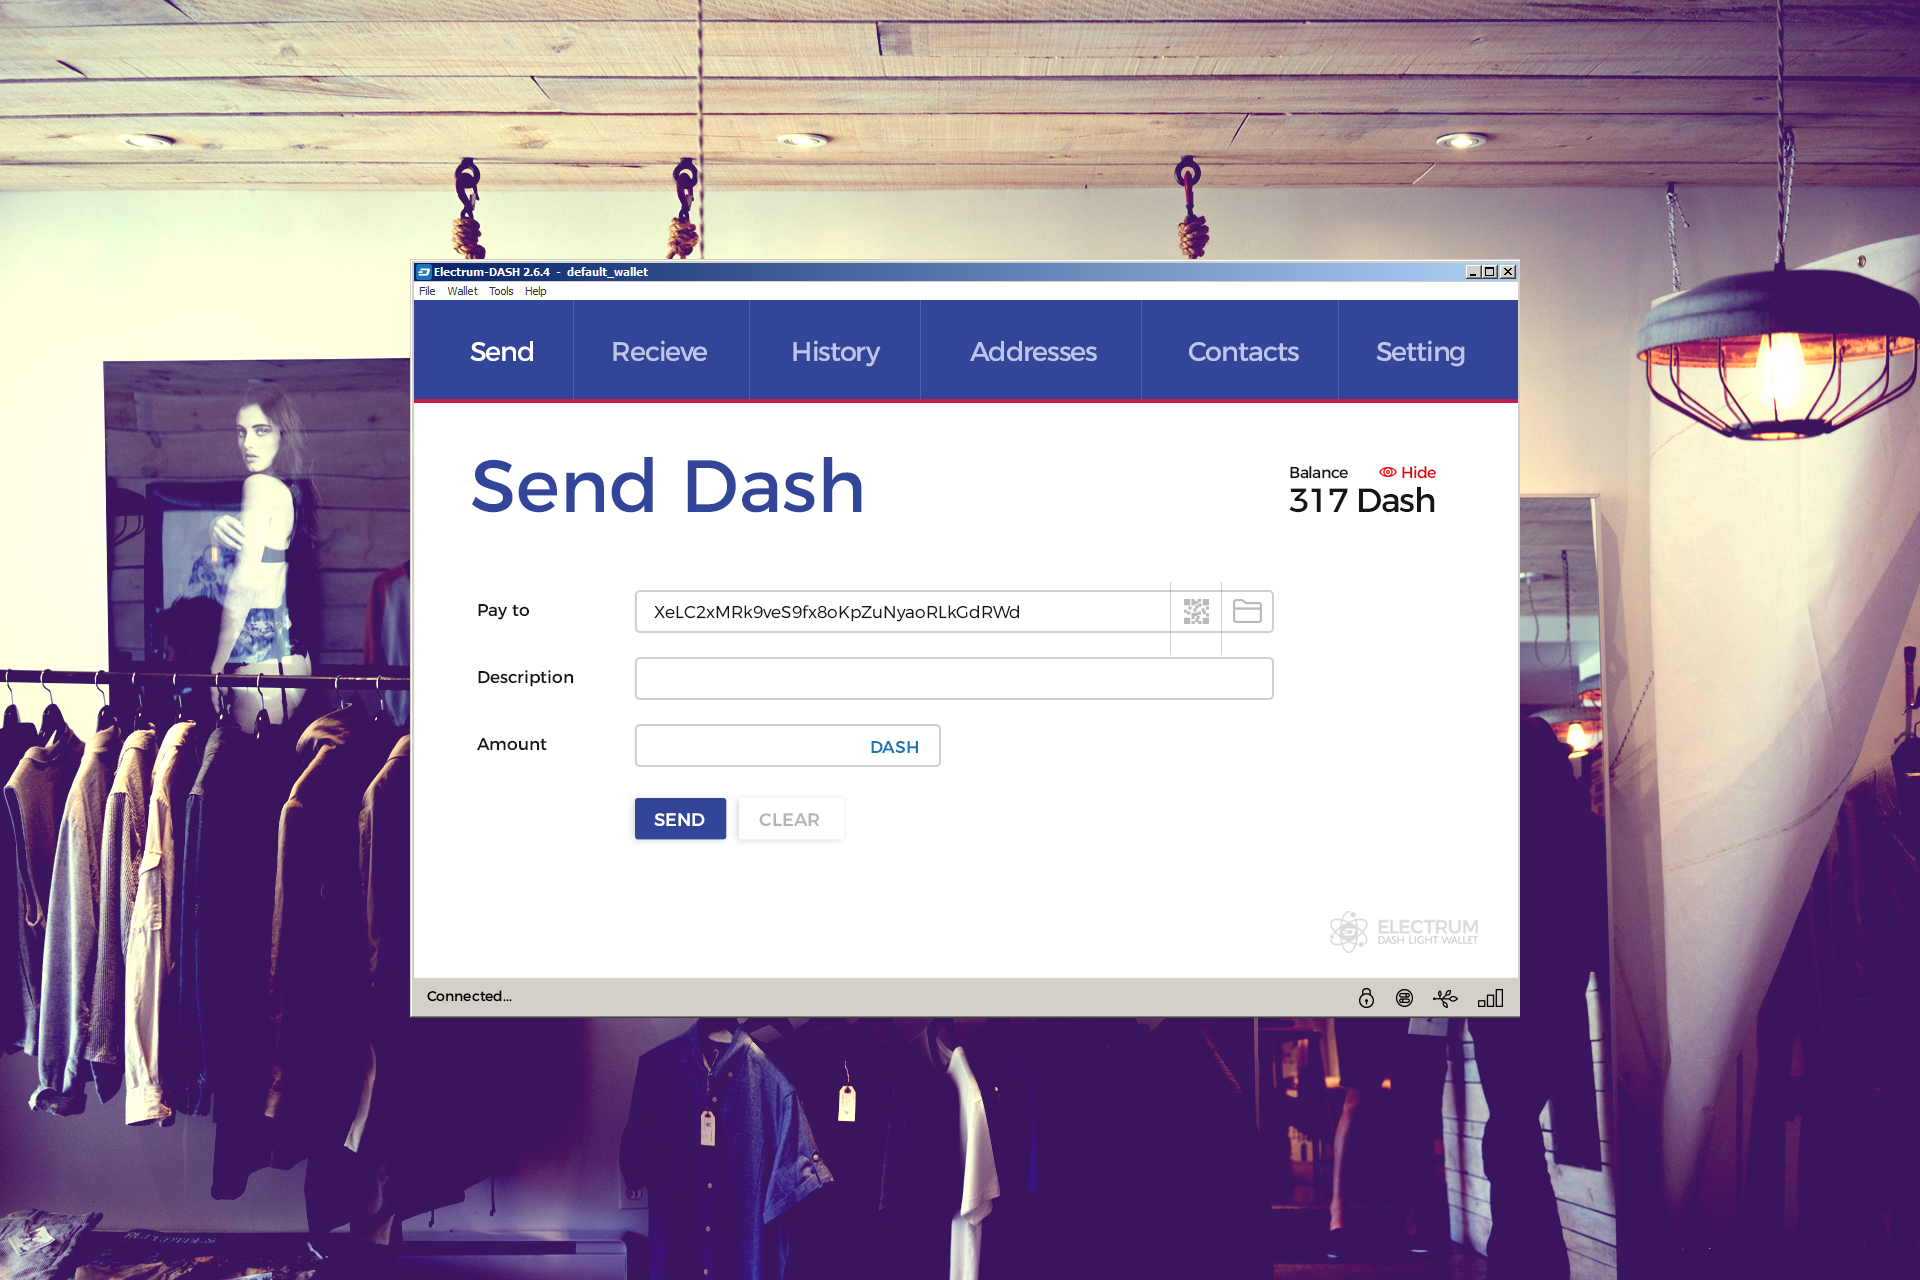 Electrum-DASH 2.6.4 - default_wallet
File Wallet Tools Help
Send Recieve History Addresses Contacts Setting
Send Dash
Balance Hide
317 Dash
Pay to XeLC2xMRk9veS9fx8oKpZuNyaoRLkGdRWd
Description
Amount DASH
SEND CLEAR
ELECTRUM
DASH LIGHT WALLET
Connected...